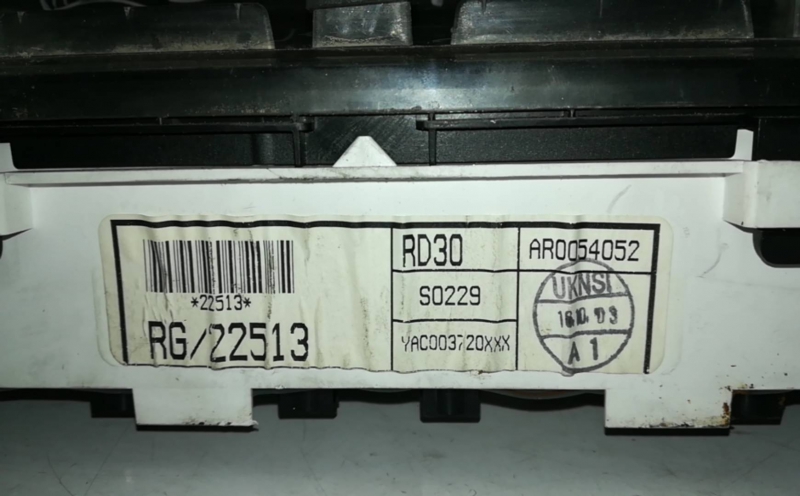 *22513*
RG/22513
RD30
AR0054052
S0229
YAC003720XXX
UKNSI
A 1